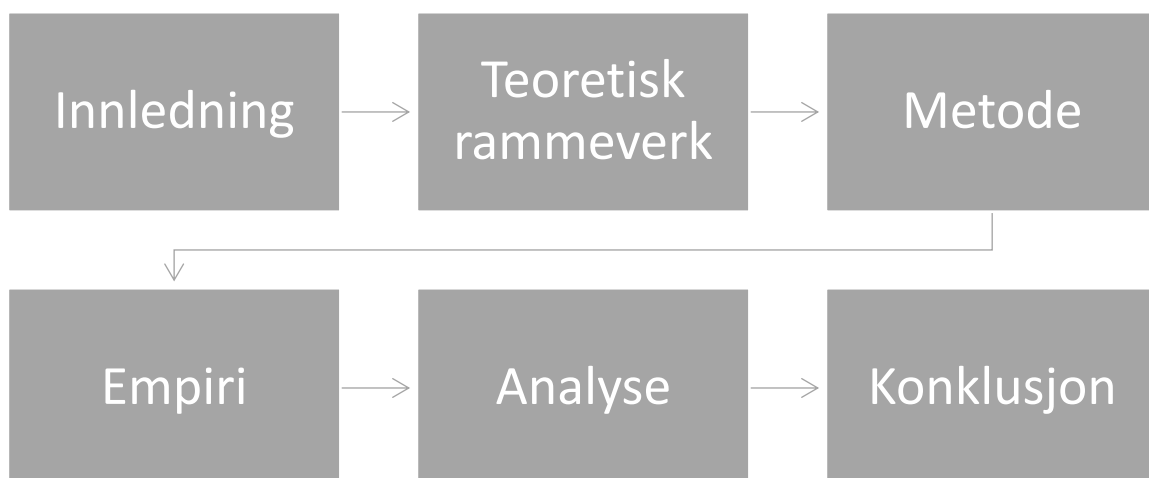 Innledning
Teoretisk
rammeverk
Metode
Empiri
Analyse
Konklusjon